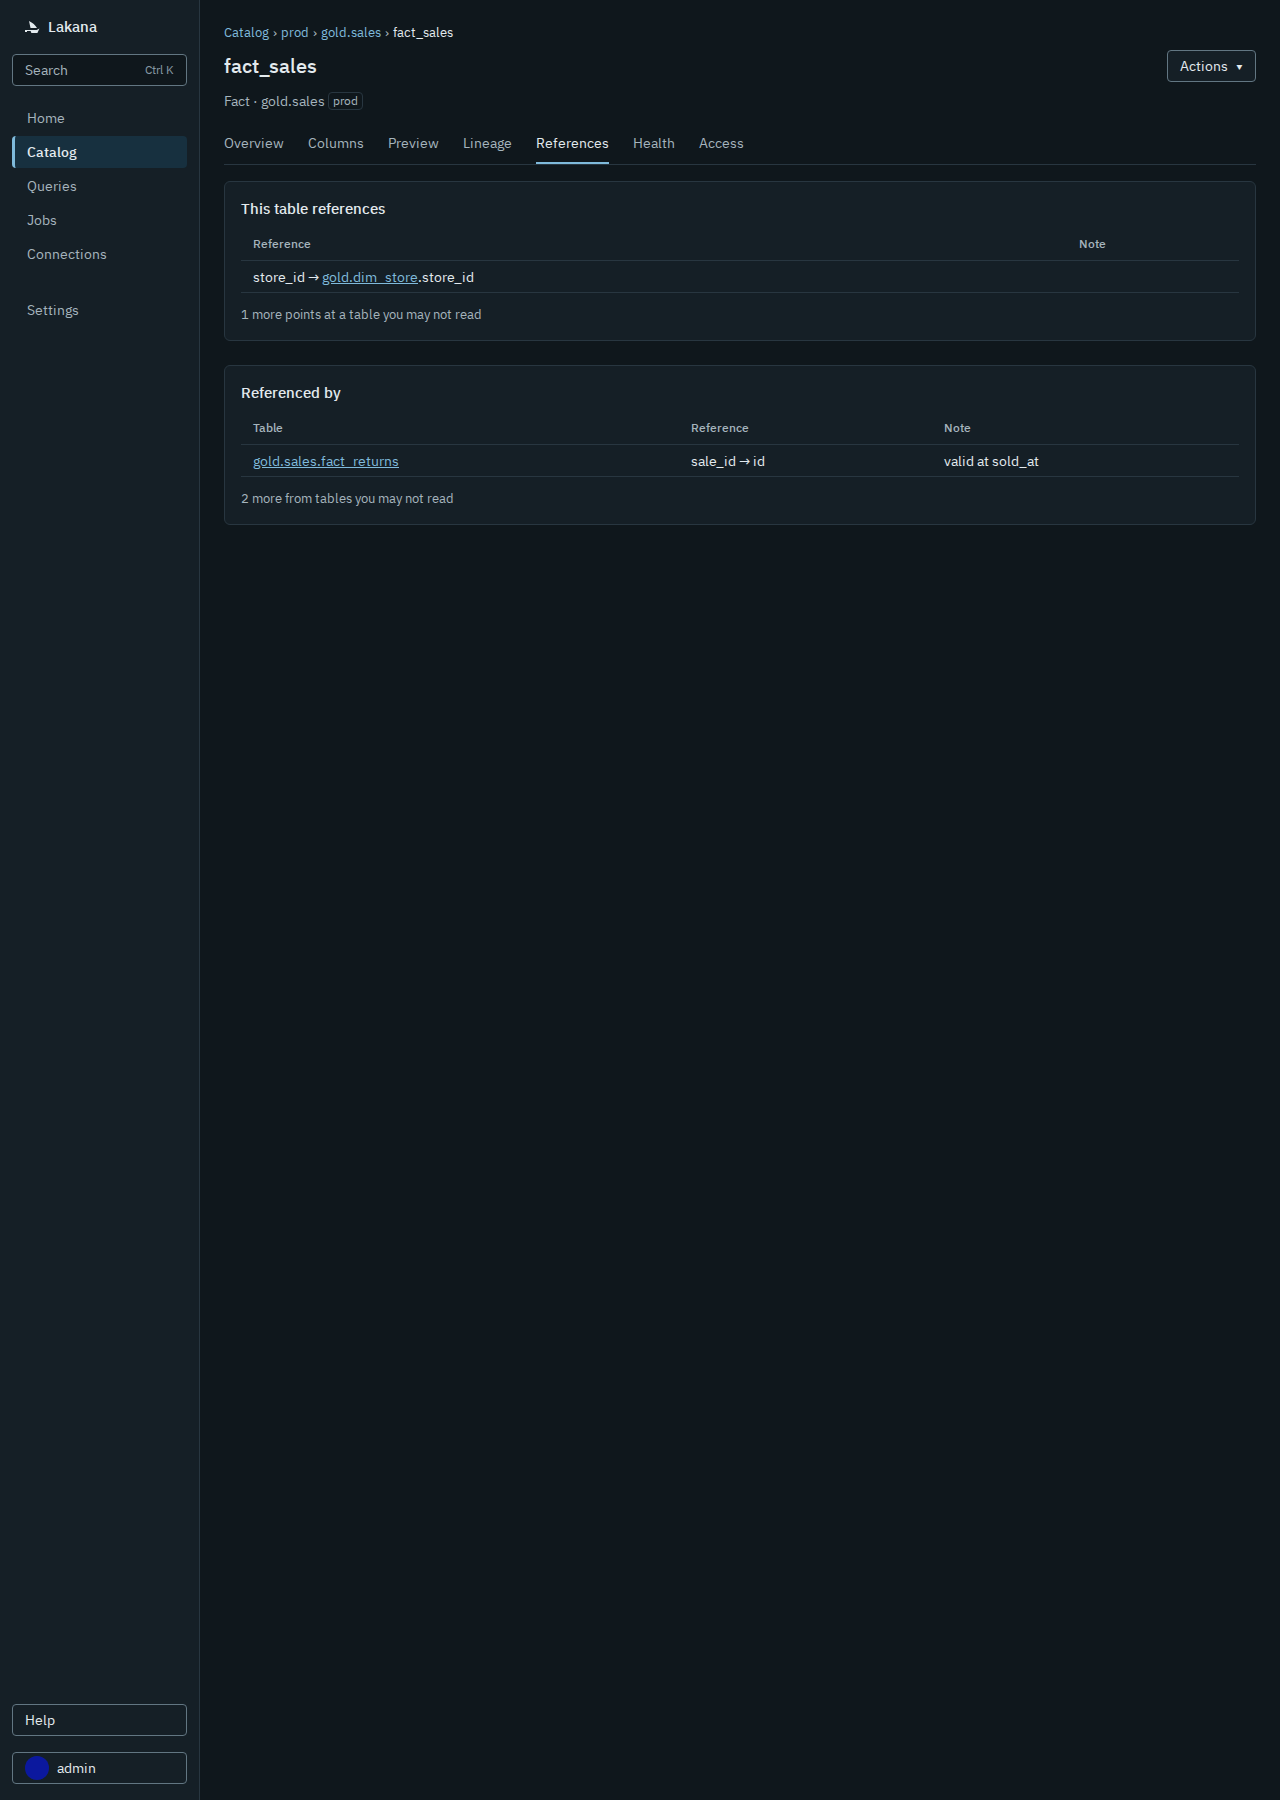 Lakana
Search Ctrl K
Home
Catalog
Queries
Jobs
Connections
Settings
Help
admin
Catalog › prod › gold.sales › fact_sales
fact_sales
Actions ▾
Fact · gold.sales prod
Overview Columns Preview Lineage References Health Access
This table references
Reference Note
store_id → gold.dim_store.store_id
1 more points at a table you may not read
Referenced by
Table Reference Note
gold.sales.fact_returns sale_id → id valid at sold_at
2 more from tables you may not read